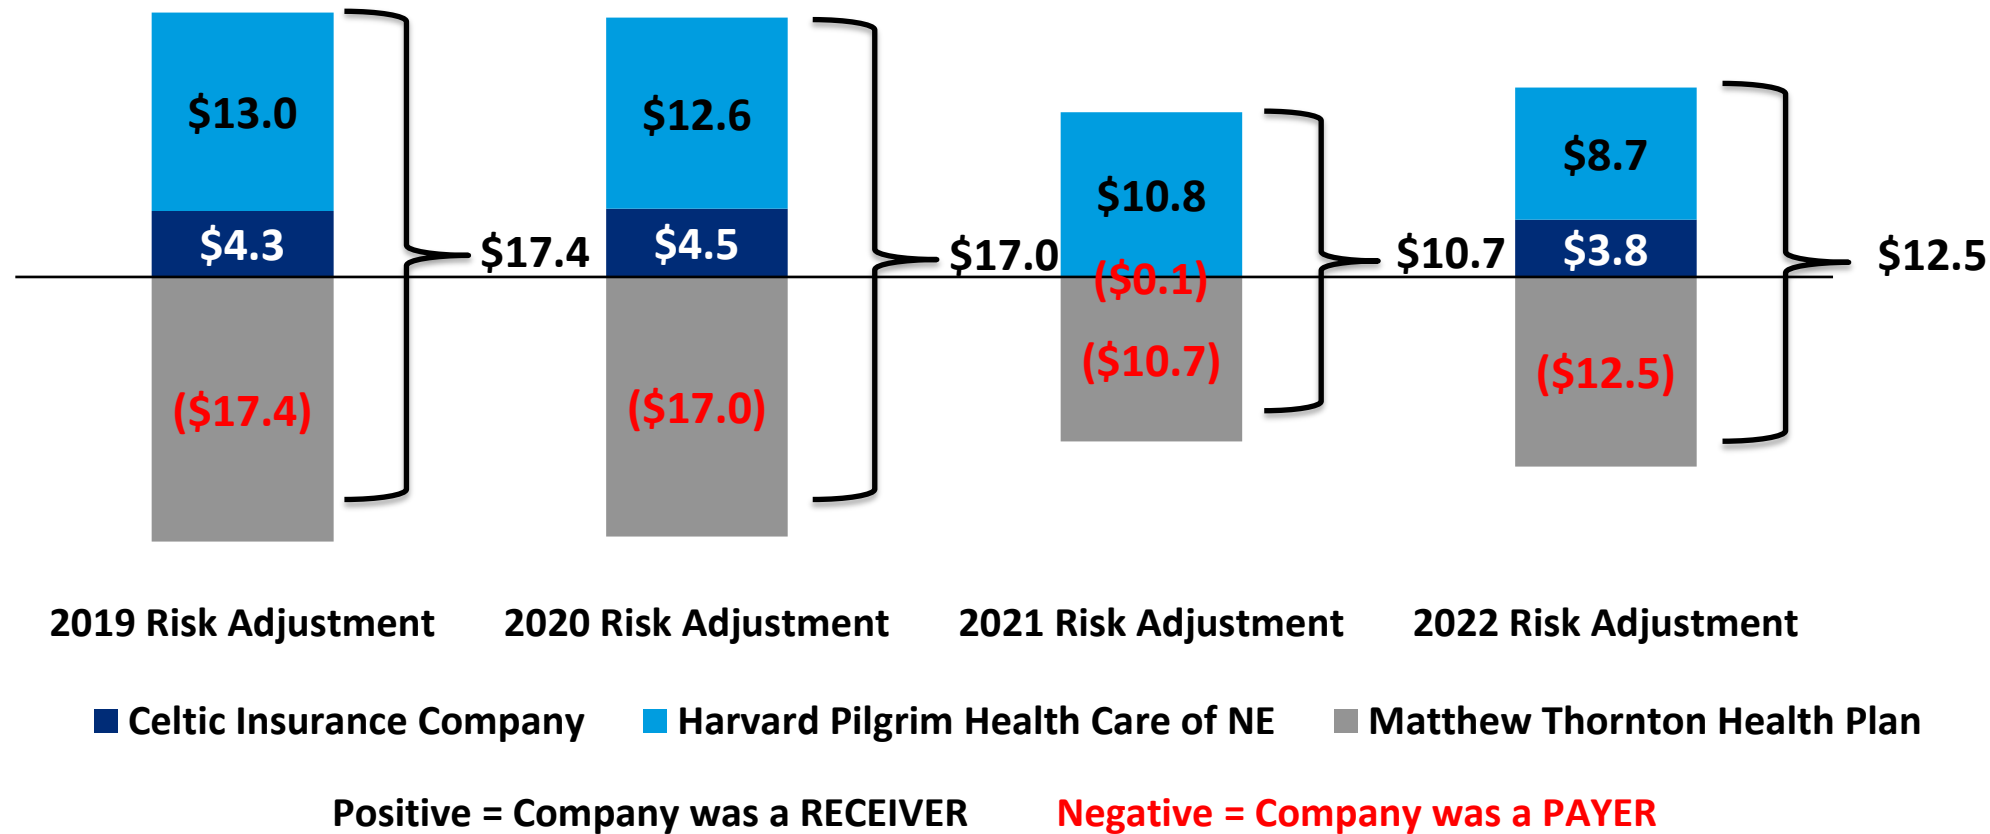 $13.0
$4.3
($17.4)
$17.4
$12.6
$4.5
($17.0)
$17.0
$10.8
($0.1)
($10.7)
$10.7
$8.7
$3.8
($12.5)
$12.5
2019 Risk Adjustment
2020 Risk Adjustment
2021 Risk Adjustment
2022 Risk Adjustment
Celtic Insurance Company
Harvard Pilgrim Health Care of NE
Matthew Thornton Health Plan
Positive = Company was a RECEIVER
Negative = Company was a PAYER